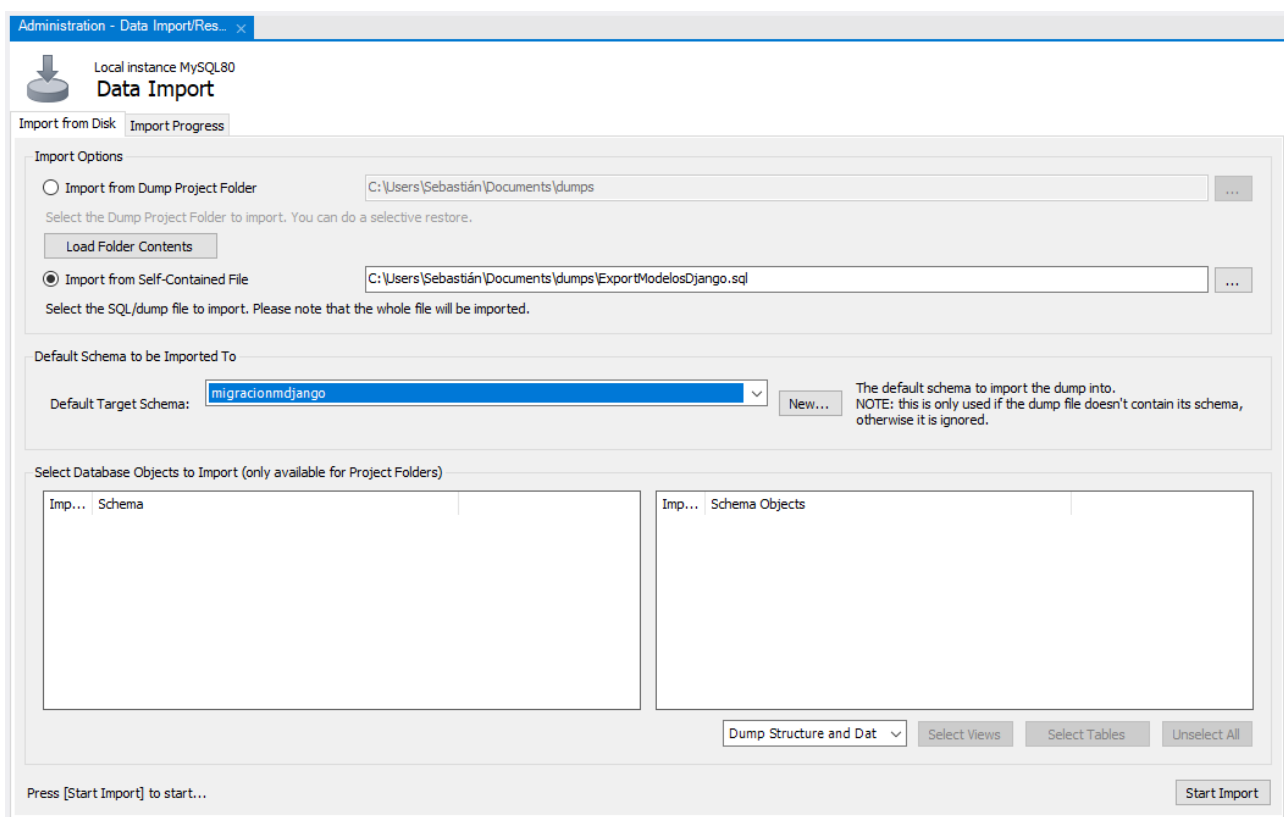 Administration - Data Import/Res...
Local instance MySQL80
Data Import
Import from Disk
Import Progress
Import Options
Import from Dump Project Folder
C:\Users\Sebastián\Documents\dumps
...
Select the Dump Project Folder to import. You can do a selective restore.
Load Folder Contents
Import from Self-Contained File
C:\Users\Sebastián\Documents\dumps\ExportModelosDjango.sql
...
Select the SQL/dump file to import. Please note that the whole file will be imported.
Default Schema to be Imported To
Default Target Schema:
migracionmdjango
New...
The default schema to import the dump into.
NOTE: this is only used if the dump file doesn't contain its schema,
otherwise it is ignored.
Select Database Objects to Import (only available for Project Folders)
Imp... Schema
Imp... Schema Objects
Dump Structure and Dat
Select Views
Select Tables
Unselect All
Press [Start Import] to start...
Start Import